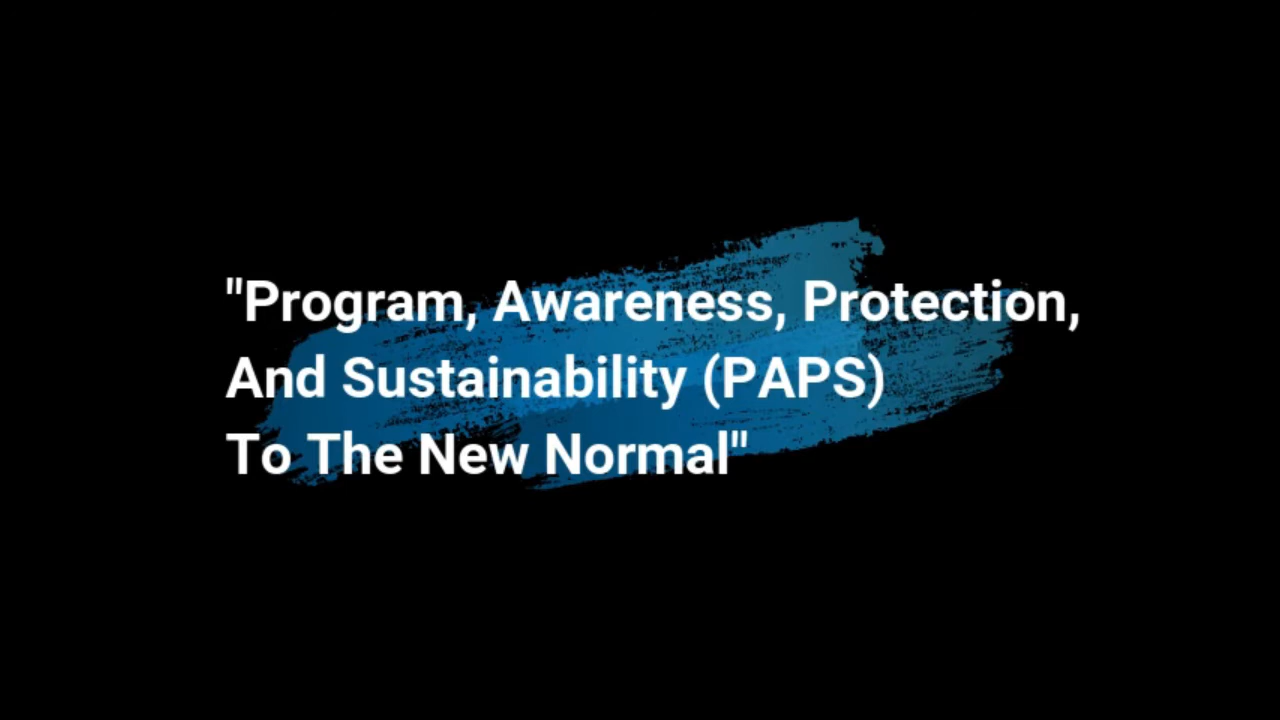 "Program, Awareness, Protection,
And Sustainability (PAPS)
To The New Normal"